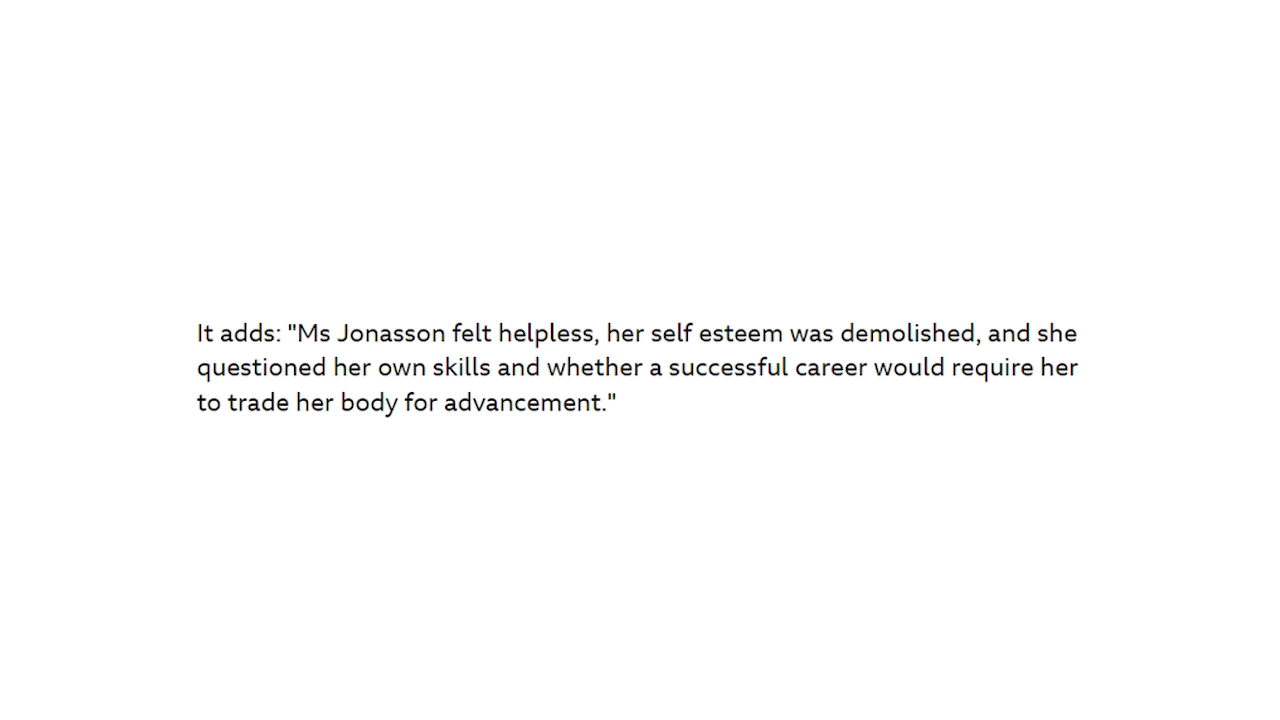 It adds: "Ms Jonasson felt helpless, her self esteem was demolished, and she
questioned her own skills and whether a successful career would require her
to trade her body for advancement."